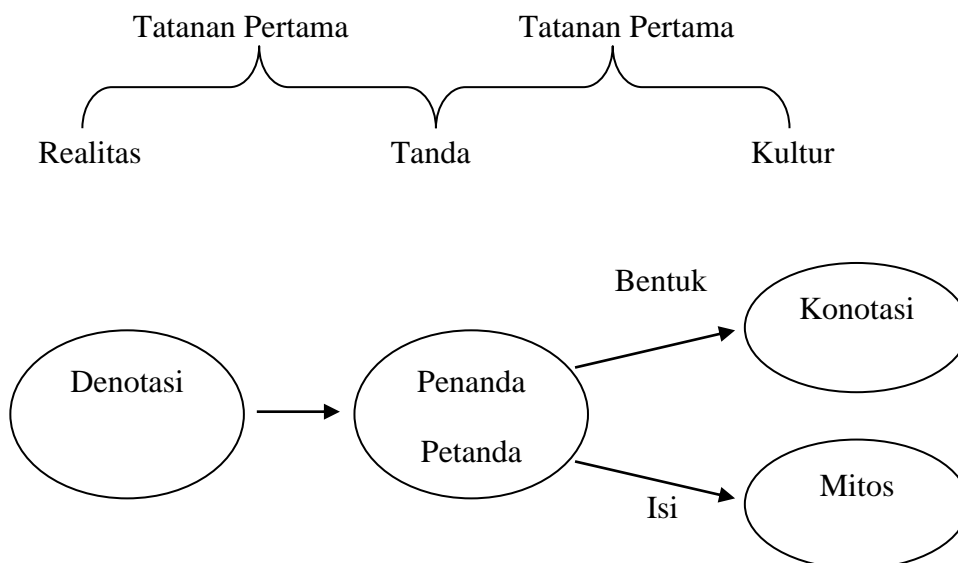 Tatanan Pertama Tatanan Pertama
Realitas Tanda Kultur
Bentuk
Konotasi
Denotasi
Penanda
Petanda
Isi
Mitos